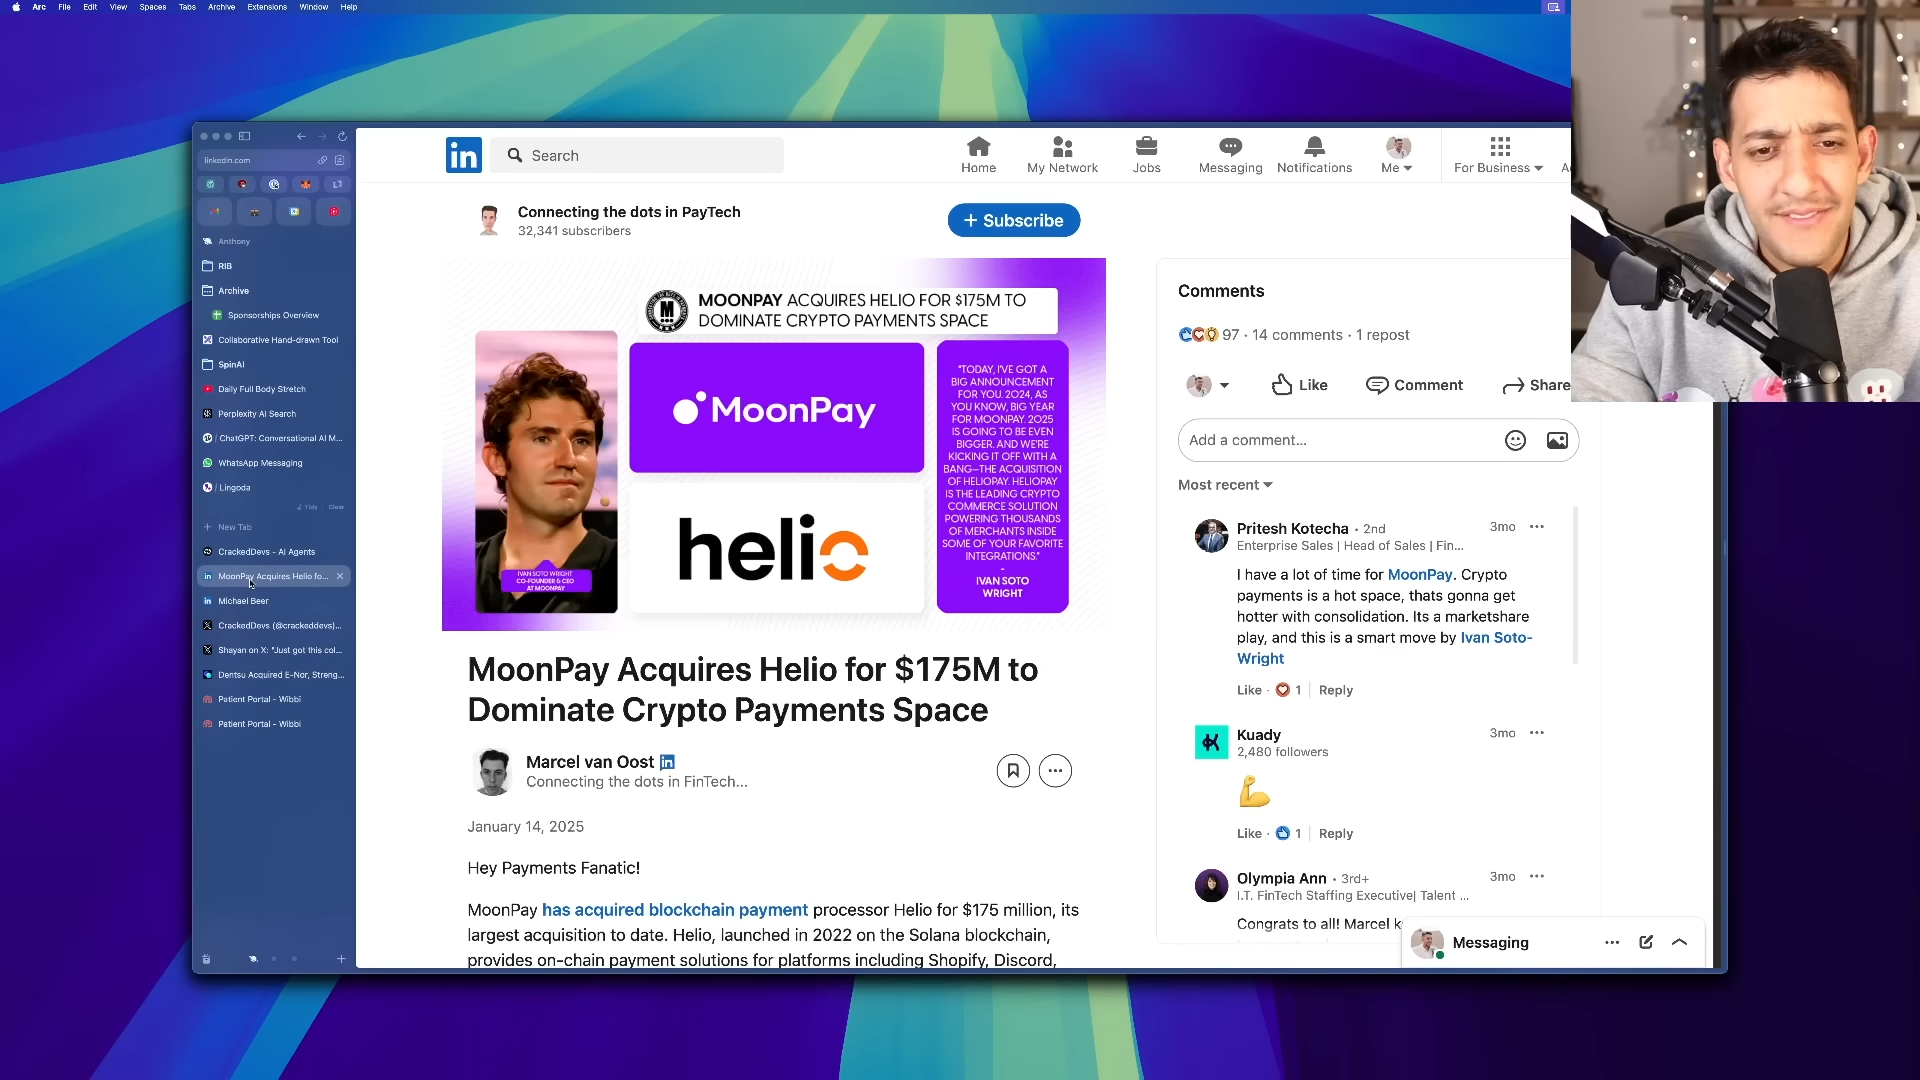 Arc File Edit View Spaces Tabs Archive Extensions Window Help
linkedin.com
Anthony
RIB
Archive
Sponsorships Overview
Collaborative Hand-drawn Tool
SpinAI
Daily Full Body Stretch
Perplexity AI Search
/ ChatGPT: Conversational AI M...
WhatsApp Messaging
/ Lingoda
Tidy Clear
+ New Tab
CrackedDevs - AI Agents
MoonPay Acquires Helio fo...
Michael Beer
CrackedDevs (@crackeddevs)...
Shayan on X: "Just got this col...
Dentsu Acquired E-Nor, Streng...
Patient Portal - Wibbi
Patient Portal - Wibbi
in
Search
Home
My Network
Jobs
Messaging
Notifications
Me
For Business
Connecting the dots in PayTech
32,341 subscribers
+ Subscribe
MOONPAY ACQUIRES HELIO FOR $175M TO
DOMINATE CRYPTO PAYMENTS SPACE
IVAN SOTO WRIGHT
CO-FOUNDER & CEO
AT MOONPAY
MoonPay
helio
"TODAY, I'VE GOT A
BIG ANNOUNCEMENT
FOR YOU. 2024, AS
YOU KNOW, BIG YEAR
FOR MOONPAY. 2025
IS GOING TO BE EVEN
BIGGER. AND WE'RE
KICKING IT OFF WITH A
BANG—THE ACQUISITION
OF HELIOPAY. HELIOPAY
IS THE LEADING CRYPTO
COMMERCE SOLUTION
POWERING THOUSANDS
OF MERCHANTS INSIDE
SOME OF YOUR FAVORITE
INTEGRATIONS."
-
IVAN SOTO
WRIGHT
MoonPay Acquires Helio for $175M to
Dominate Crypto Payments Space
Marcel van Oost in
Connecting the dots in FinTech...
January 14, 2025
Hey Payments Fanatic!
MoonPay has acquired blockchain payment processor Helio for $175 million, its
largest acquisition to date. Helio, launched in 2022 on the Solana blockchain,
provides on-chain payment solutions for platforms including Shopify, Discord,
Comments
97 · 14 comments · 1 repost
Like
Comment
Share
Add a comment...
Most recent
Pritesh Kotecha · 2nd
3mo
Enterprise Sales | Head of Sales | Fin...
I have a lot of time for MoonPay. Crypto
payments is a hot space, thats gonna get
hotter with consolidation. Its a marketshare
play, and this is a smart move by Ivan Soto-
Wright
Like · 1 | Reply
Kuady
3mo
2,480 followers
Like · 1 | Reply
Olympia Ann · 3rd+
3mo
I.T. FinTech Staffing Executive| Talent ...
Congrats to all! Marcel k
Messaging